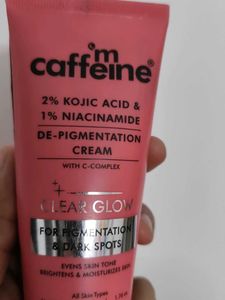 'm
caffeine®
2% KOJIC ACID &
1% NIACINAMIDE
DE-PIGMENTATION
CREAM
WITH C-COMPLEX
CLEAR GLOW
FOR PIGMENTATION
& DARK SPOTS
EVENS SKIN TONE
BRIGHTENS & MOISTURIZES SKIN
All Skin Types